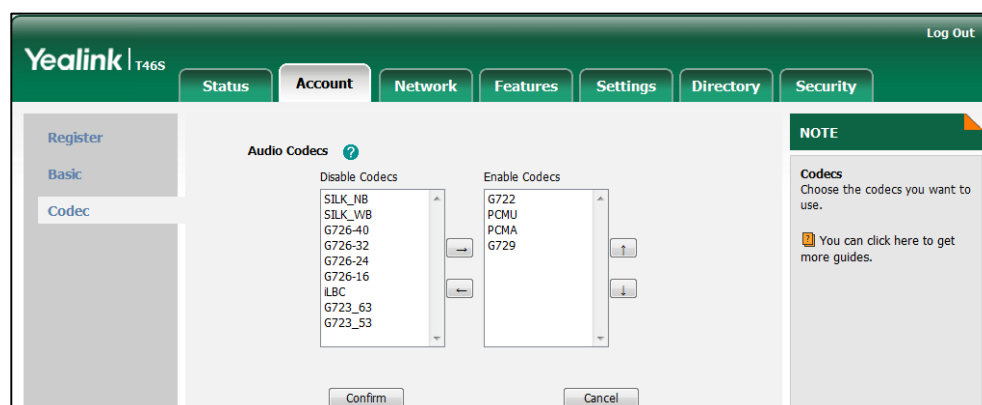 Log Out
Yealink | T46S
Status
Account
Network
Features
Settings
Directory
Security
Register
Basic
Codec
Audio Codecs ?
Disable Codecs
SILK_NB
SILK_WB
G726-40
G726-32
G726-24
G726-16
iLBC
G723_63
G723_53
→
←
Enable Codecs
G722
PCMU
PCMA
G729
↑
↓
Confirm
Cancel
NOTE
Codecs
Choose the codecs you want to
use.
? You can click here to get
more guides.